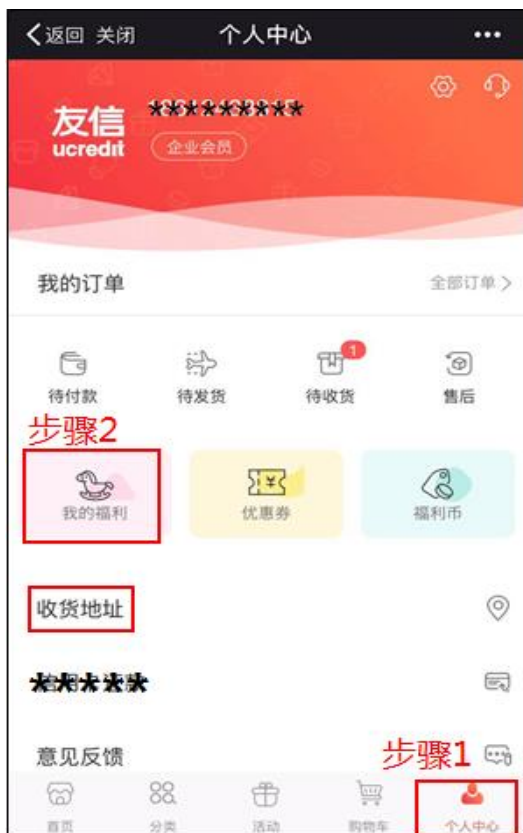 返回 关闭 个人中心
友信
ucredit
**********
企业会员
我的订单 全部订单
1
待付款 待发货 待收货 售后
步骤2
我的福利 优惠券 福利币
收货地址
*****
意见反馈
步骤1
首页 分类 活动 购物车 个人中心